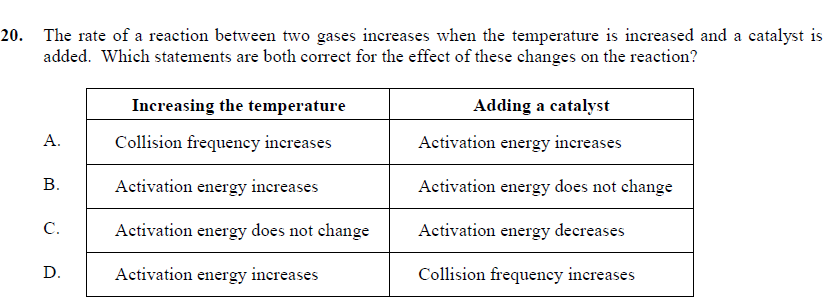 20. The rate of a reaction between two gases increases when the temperature is increased and a catalyst is
added. Which statements are both correct for the effect of these changes on the reaction?
Increasing the temperature Adding a catalyst
A. Collision frequency increases Activation energy increases
B. Activation energy increases Activation energy does not change
C. Activation energy does not change Activation energy decreases
D. Activation energy increases Collision frequency increases